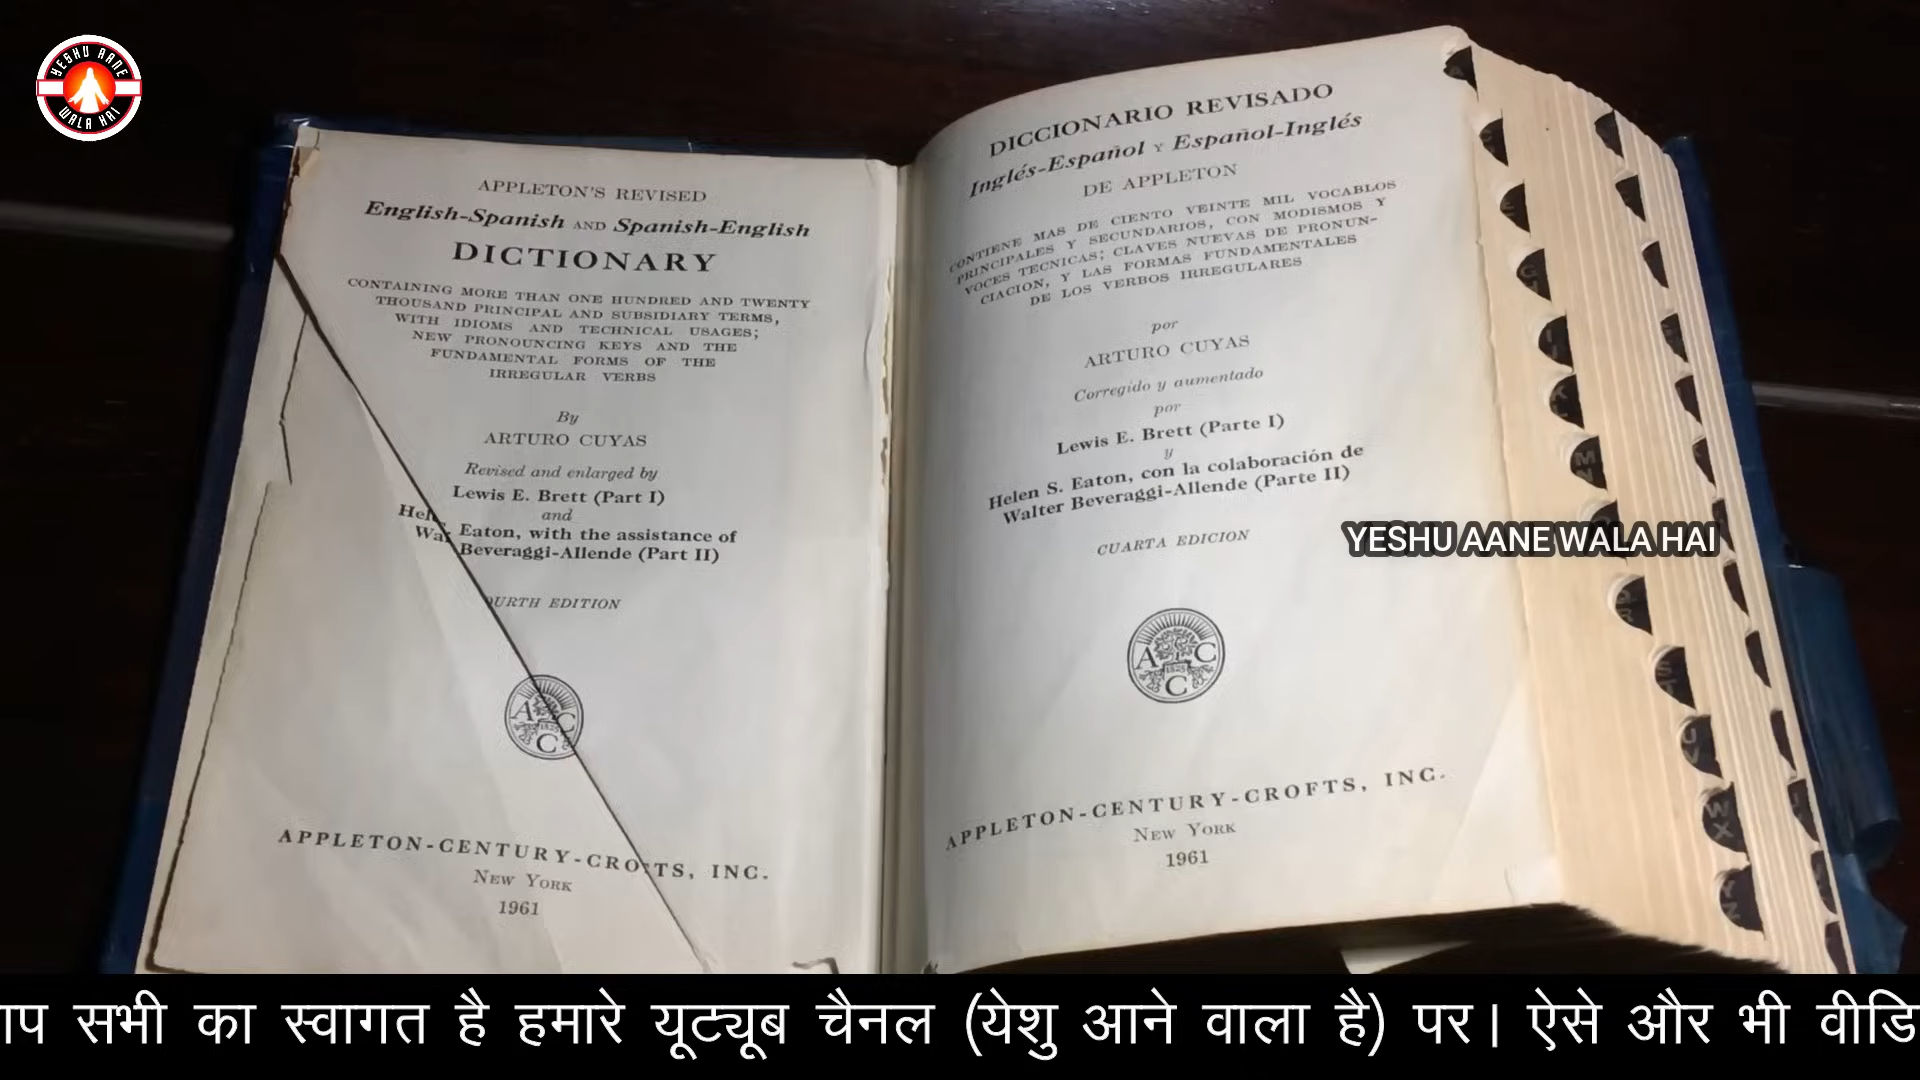 YESHU AANE
WALA HAI
APPLETON'S REVISED
English-Spanish AND Spanish-English
DICTIONARY
CONTAINING MORE THAN ONE HUNDRED AND TWENTY
THOUSAND PRINCIPAL AND SUBSIDIARY TERMS,
WITH IDIOMS AND TECHNICAL USAGES;
NEW PRONOUNCING KEYS AND THE
FUNDAMENTAL FORMS OF THE
IRREGULAR VERBS
By
ARTURO CUYAS
Revised and enlarged by
Lewis E. Brett (Part I)
and
Eaton, with the assistance of
Beveraggi-Allende (Part II)
EDITION
A C
1825
C
APPLETON-CENTURY-CROFTS, INC.
NEW YORK
1961
DICCIONARIO REVISADO
Inglés-Español Y Español-Inglés
DE APPLETON
CONTIENE MAS DE CIENTO VEINTE MIL VOCABLOS
PRINCIPALES Y SECUNDARIOS, CON MODISMOS Y
VOCES TECNICAS; CLAVES NUEVAS DE PRONUN-
CIACION, Y LAS FORMAS FUNDAMENTALES
DE LOS VERBOS IRREGULARES
por
ARTURO CUYAS
Corregido y aumentado
por
Lewis E. Brett (Parte I)
y
Helen S. Eaton, con la colaboración de
Walter Beveraggi-Allende (Parte II)
CUARTA EDICION
A C
1825
C
APPLETON-CENTURY-CROFTS, INC.
NEW YORK
1961
K
L
M
N
S
T
U
V
W
X
Y
Z
YESHU AANE WALA HAI
सभी का स्वागत है हमारे यूट्यूब चैनल (येशु आने वाला है) पर। ऐसे और भी